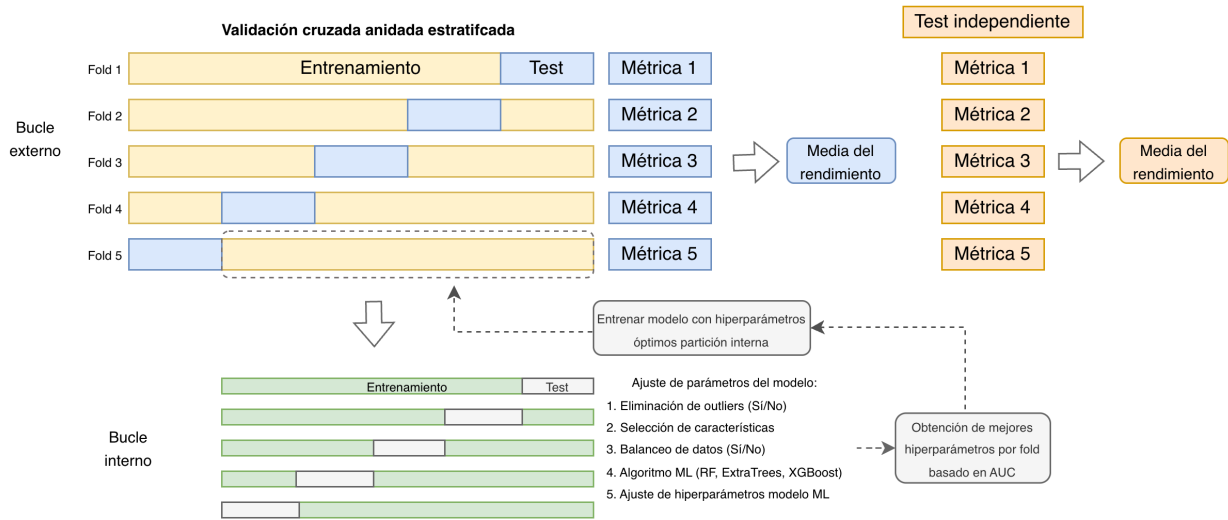 Validación cruzada anidada estratifcada
Test independiente
Fold 1
Entrenamiento
Test
Métrica 1
Métrica 1
Fold 2
Métrica 2
Métrica 2
Bucle
externo
Fold 3
Métrica 3
Media del
rendimiento
Métrica 3
Media del
rendimiento
Fold 4
Métrica 4
Métrica 4
Fold 5
Métrica 5
Métrica 5
Entrenar modelo con hiperparámetros
óptimos partición interna
Entrenamiento
Test
Bucle
interno
Ajuste de parámetros del modelo:
1. Eliminación de outliers (Sí/No)
2. Selección de características
3. Balanceo de datos (Sí/No)
4. Algoritmo ML (RF, ExtraTrees, XGBoost)
5. Ajuste de hiperparámetros modelo ML
Obtención de mejores
hiperparámetros por fold
basado en AUC